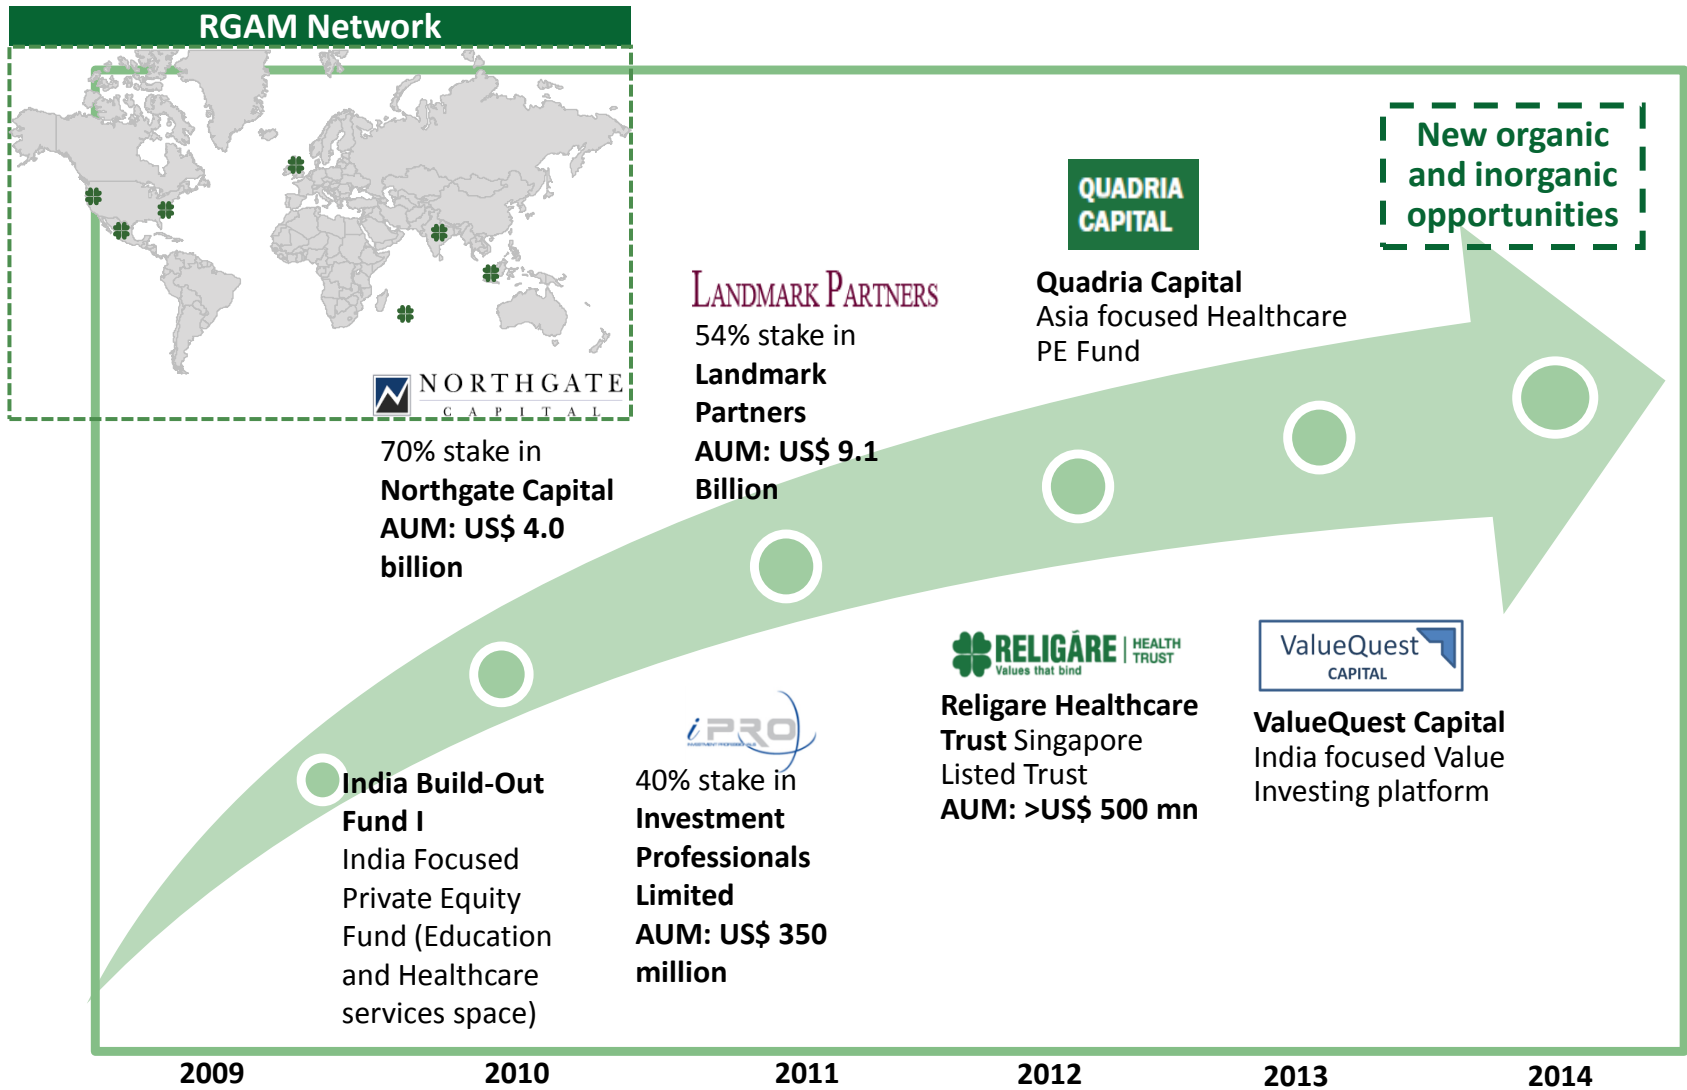 RGAM Network
NORTHGATE
CAPITAL
70% stake in
Northgate Capital
AUM: US$ 4.0
billion
LANDMARK PARTNERS
54% stake in
Landmark
Partners
AUM: US$ 9.1
Billion
QUADRIA
CAPITAL
Quadria Capital
Asia focused Healthcare
PE Fund
New organic
and inorganic
opportunities
India Build-Out
Fund I
India Focused
Private Equity
Fund (Education
and Healthcare
services space)
i PRO
INVESTMENT PROFESSIONALS
40% stake in
Investment
Professionals
Limited
AUM: US$ 350
million
RELIGÁRE
Values that bind
HEALTH
TRUST
Religare Healthcare
Trust Singapore
Listed Trust
AUM: >US$ 500 mn
ValueQuest
CAPITAL
ValueQuest Capital
India focused Value
Investing platform
2009
2010
2011
2012
2013
2014